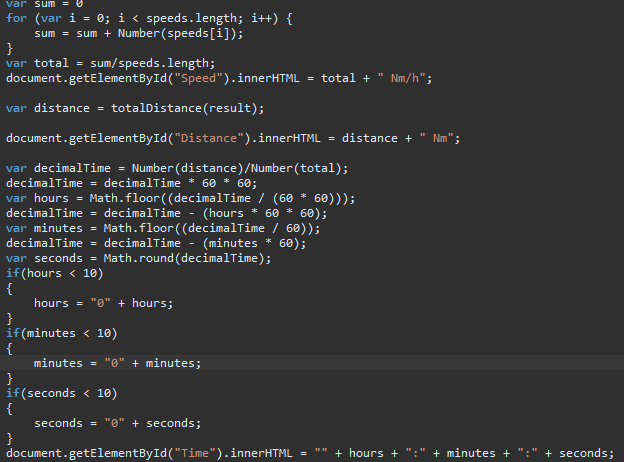 var sum = 0
for (var i = 0; i < speeds.length; i++) {
    sum = sum + Number(speeds[i]);
}
var total = sum/speeds.length;
document.getElementById("Speed").innerHTML = total + " Nm/h";

var distance = totalDistance(result);

document.getElementById("Distance").innerHTML = distance + " Nm";

var decimalTime = Number(distance)/Number(total);
decimalTime = decimalTime * 60 * 60;
var hours = Math.floor((decimalTime / (60 * 60)));
decimalTime = decimalTime - (hours * 60 * 60);
var minutes = Math.floor((decimalTime / 60));
decimalTime = decimalTime - (minutes * 60);
var seconds = Math.round(decimalTime);
if(hours < 10)
{
    hours = "0" + hours;
}
if(minutes < 10)
{
    minutes = "0" + minutes;
}
if(seconds < 10)
{
    seconds = "0" + seconds;
}
document.getElementById("Time").innerHTML = "" + hours + ":" + minutes + ":" + seconds;